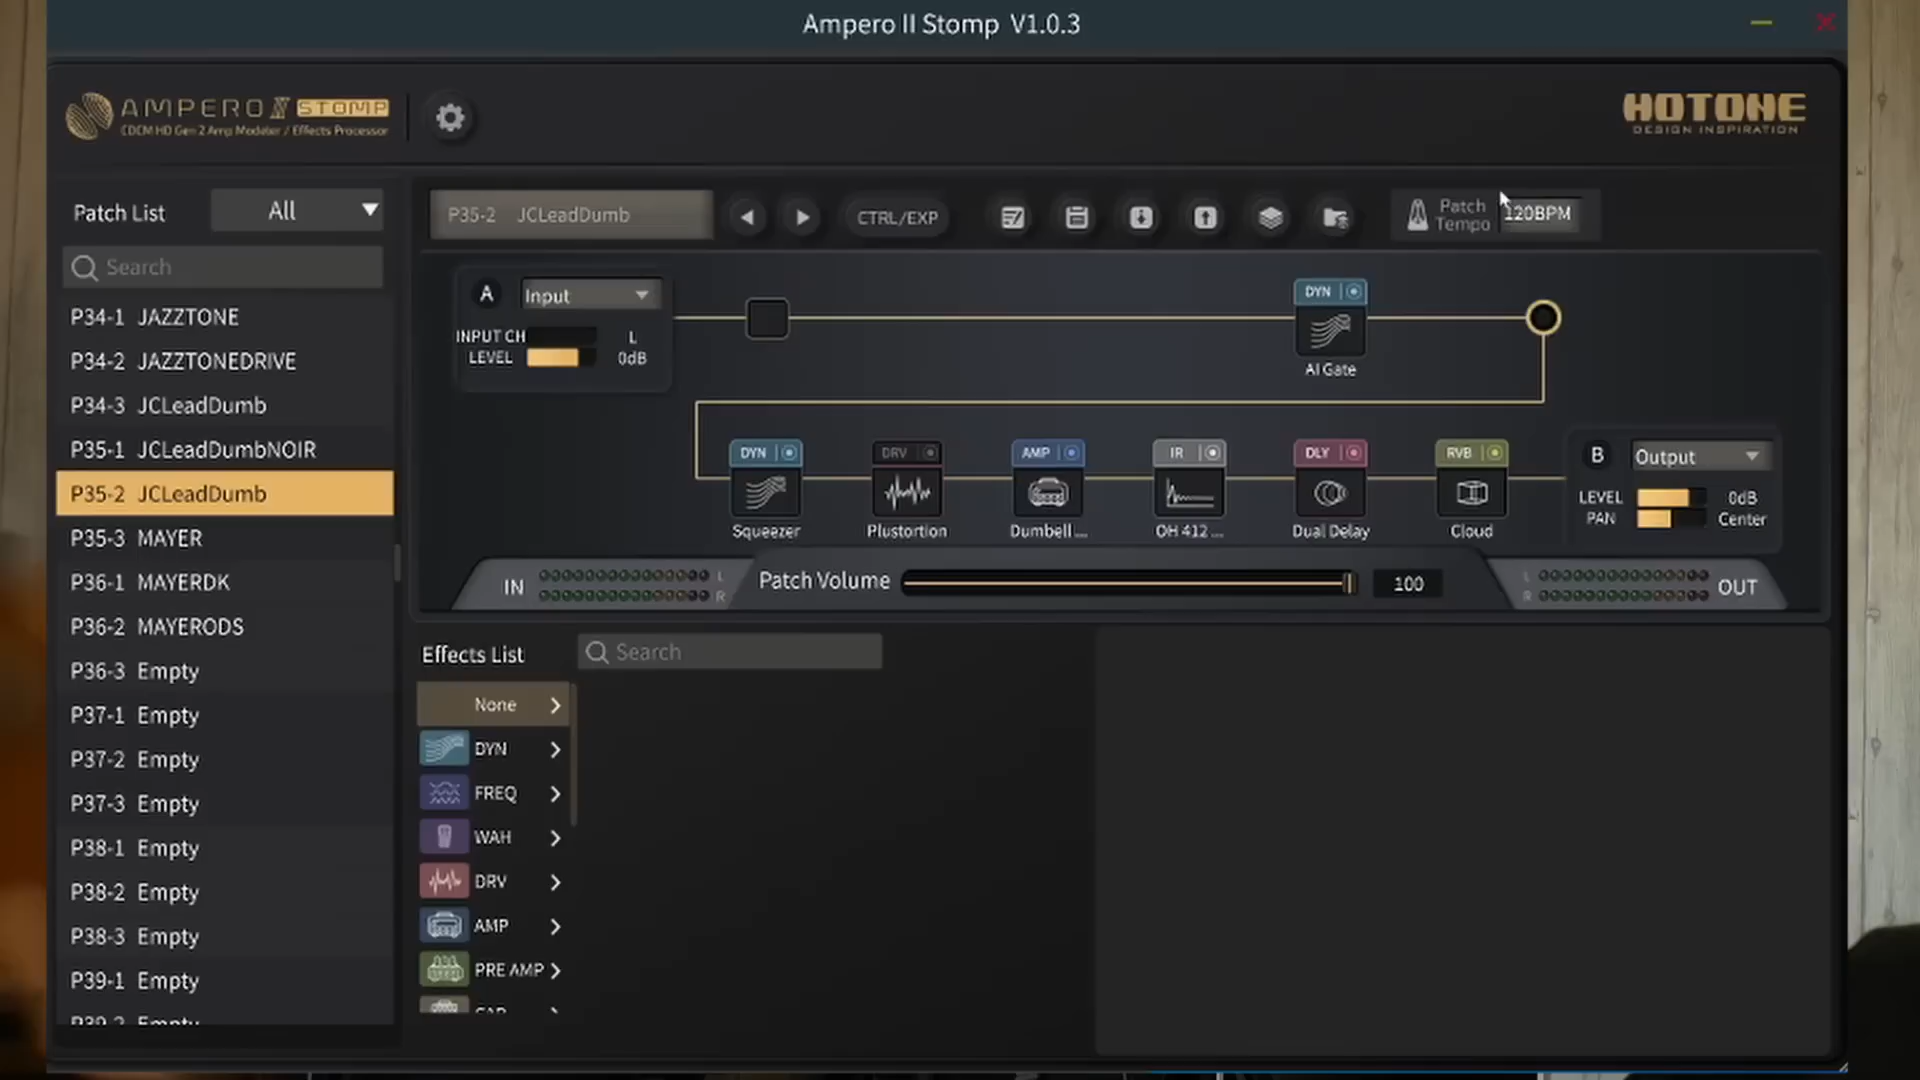 Ampero II Stomp V1.0.3
AMPERO II STOMP
CDCM HD Gen 2 Amp Modeler / Effects Processor
HOTONE
DESIGN INSPIRATION
Patch List
All
Search
P34-1 JAZZTONE
P34-2 JAZZTONEDRIVE
P34-3 JCLeadDumb
P35-1 JCLeadDumbNOIR
P35-2 JCLeadDumb
P35-3 MAYER
P36-1 MAYERDK
P36-2 MAYERODS
P36-3 Empty
P37-1 Empty
P37-2 Empty
P37-3 Empty
P38-1 Empty
P38-2 Empty
P38-3 Empty
P39-1 Empty
P39-2 Empty
P35-2 JCLeadDumb
CTRL/EXP
Patch Tempo
120BPM
A
Input
INPUT CH L
LEVEL 0dB
DYN
AI Gate
DYN
Squeezer
DRV
Plustortion
AMP
Dumbell ...
IR
OH 412 ...
DLY
Dual Delay
RVB
Cloud
B
Output
LEVEL 0dB
PAN Center
IN
L
R
Patch Volume
100
L
R
OUT
Effects List
Search
None
DYN
FREQ
WAH
DRV
AMP
PRE AMP
CAB